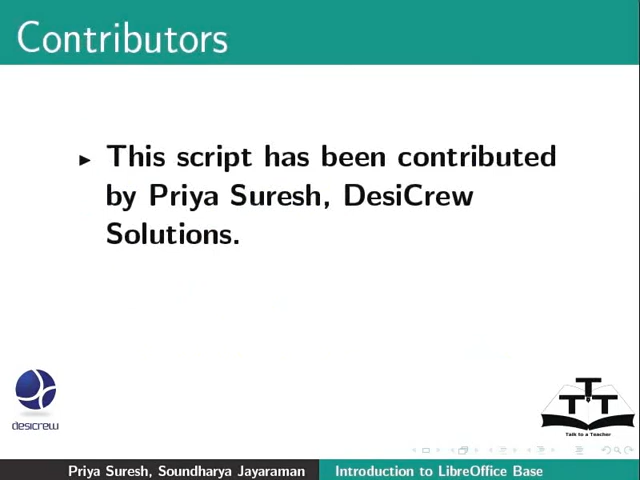 Contributors
This script has been contributed
by Priya Suresh, DesiCrew
Solutions.
desicrew
T
T T
Talk to a Teacher
Priya Suresh, Soundharya Jayaraman
Introduction to LibreOffice Base